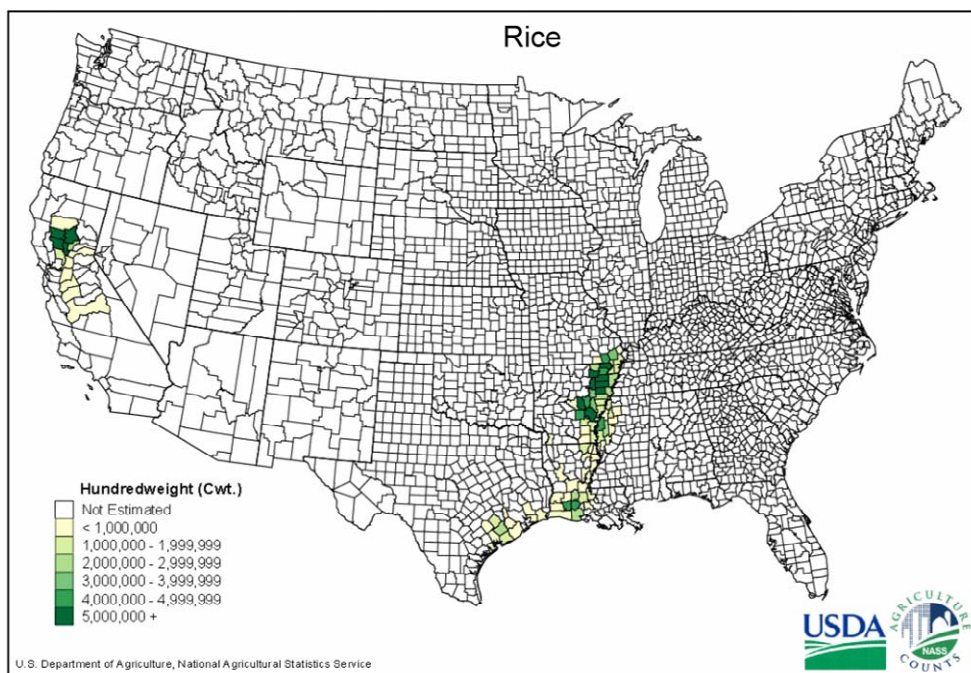 Rice
Hundredweight (Cwt.)
Not Estimated
< 1,000,000
1,000,000 - 1,999,999
2,000,000 - 2,999,999
3,000,000 - 3,999,999
4,000,000 - 4,999,999
5,000,000 +
U.S. Department of Agriculture, National Agricultural Statistics Service
USDA
AGRICULTURE
NASS
COUNTS